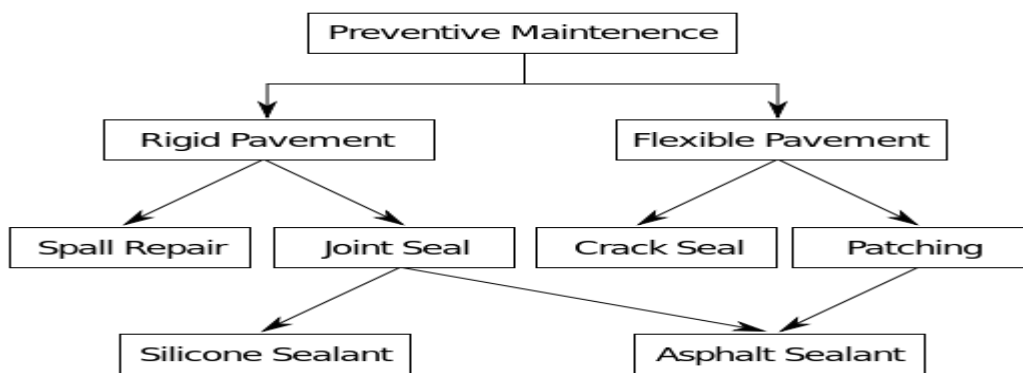 Preventive Maintenence
Rigid Pavement
Flexible Pavement
Spall Repair
Joint Seal
Crack Seal
Patching
Silicone Sealant
Asphalt Sealant